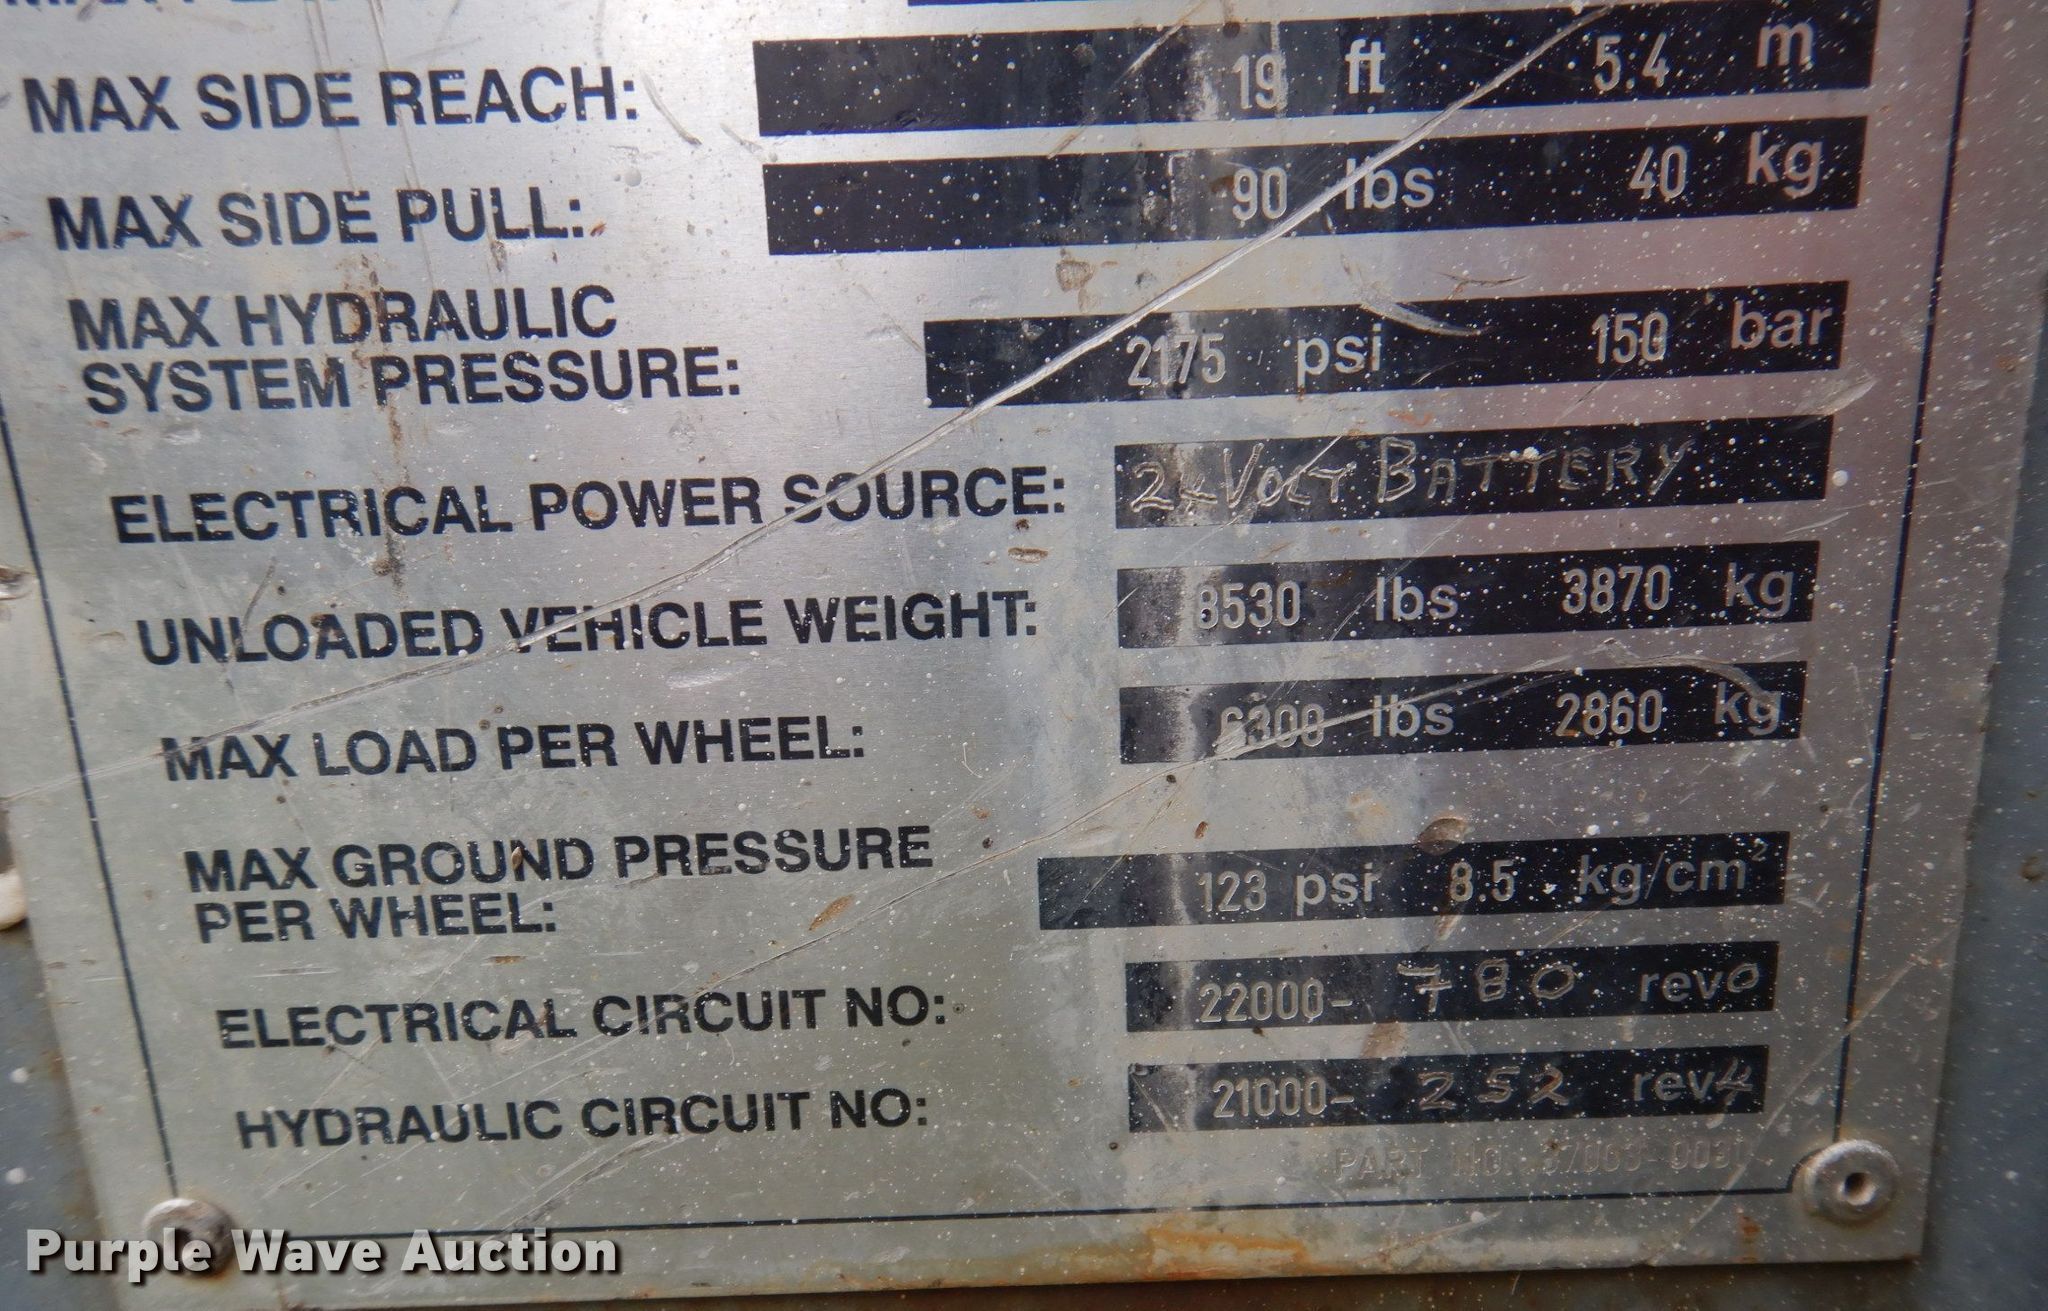 MAX SIDE REACH: 19 ft 5.4 m
MAX SIDE PULL: 90 lbs 40 kg
MAX HYDRAULIC
SYSTEM PRESSURE: 2175 psi 150 bar
ELECTRICAL POWER SOURCE: 24 VOLT BATTERY
UNLOADED VEHICLE WEIGHT: 8530 lbs 3870 kg
MAX LOAD PER WHEEL: 6300 lbs 2860 kg
MAX GROUND PRESSURE
PER WHEEL: 123 psi 8.5 kg/cm²
ELECTRICAL CIRCUIT NO: 22000- 780 rev0
HYDRAULIC CIRCUIT NO: 21000- 252 rev4
PART NO.
Purple Wave Auction